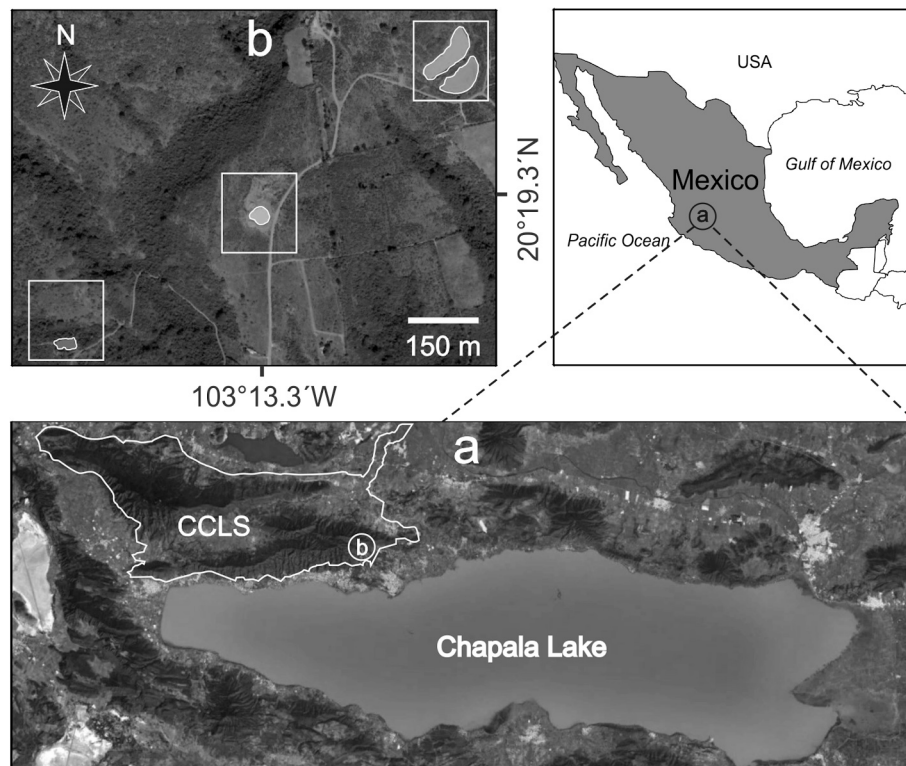 N
b
150 m
20°19.3´N
103°13.3´W
USA
Gulf of Mexico
Mexico
a
Pacific Ocean
a
CCLS
b
Chapala Lake